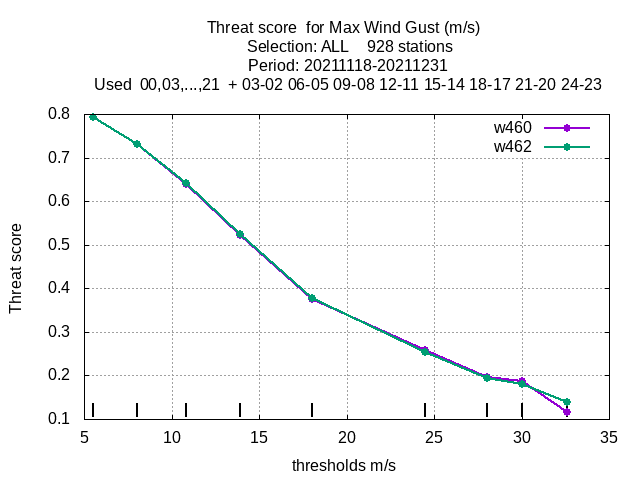 Threat score  for Max Wind Gust (m/s)
Selection: ALL    928 stations
Period: 20211118-20211231
Used  00,03,...,21  + 03-02 06-05 09-08 12-11 15-14 18-17 21-20 24-23
w460
w462
0.8
0.7
0.6
0.5
0.4
0.3
0.2
0.1
Threat score
5 10 15 20 25 30 35
thresholds m/s